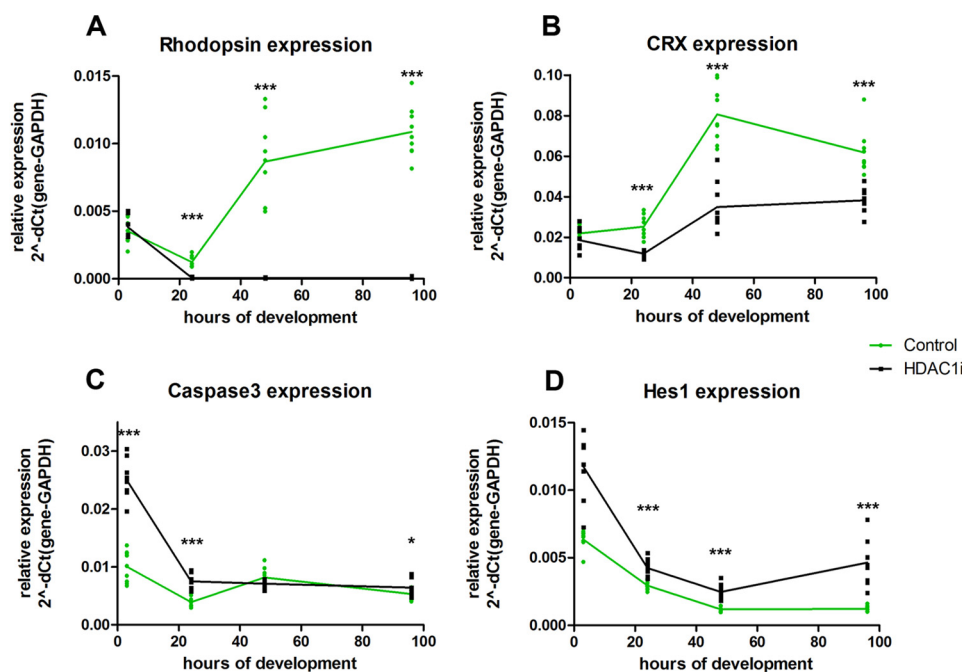 A
Rhodopsin expression
relative expression
2^-dCt(gene-GAPDH)
0.015
0.010
0.005
0.000
***
***
***
0 20 40 60 80 100
hours of development
B
CRX expression
relative expression
2^-dCt(gene-GAPDH)
0.10
0.08
0.06
0.04
0.02
0.00
***
***
***
0 20 40 60 80 100
hours of development
Control
HDAC1i
C
Caspase3 expression
relative expression
2^-dCt(gene-GAPDH)
0.03
0.02
0.01
0.00
***
***
*
0 20 40 60 80 100
hours of development
D
Hes1 expression
relative expression
2^-dCt(gene-GAPDH)
0.015
0.010
0.005
0.000
***
***
***
0 20 40 60 80 100
hours of development